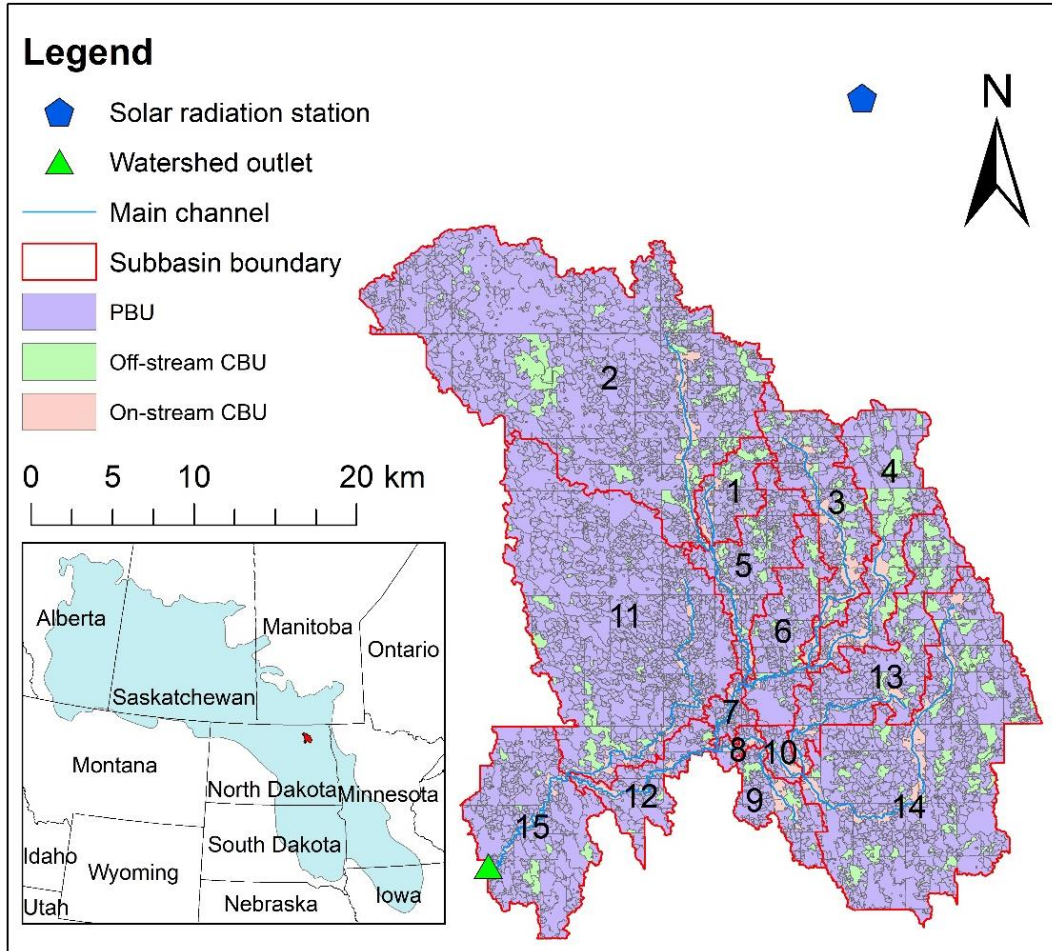 Legend
Solar radiation station
Watershed outlet
Main channel
Subbasin boundary
PBU
Off-stream CBU
On-stream CBU
0 5 10 20 km
N
2
4
1
3
5
11
6
13
7
8
10
12
9
14
15
Alberta
Manitoba
Ontario
Saskatchewan
Montana
North Dakota
Minnesota
South Dakota
Idaho
Wyoming
Iowa
Utah
Nebraska